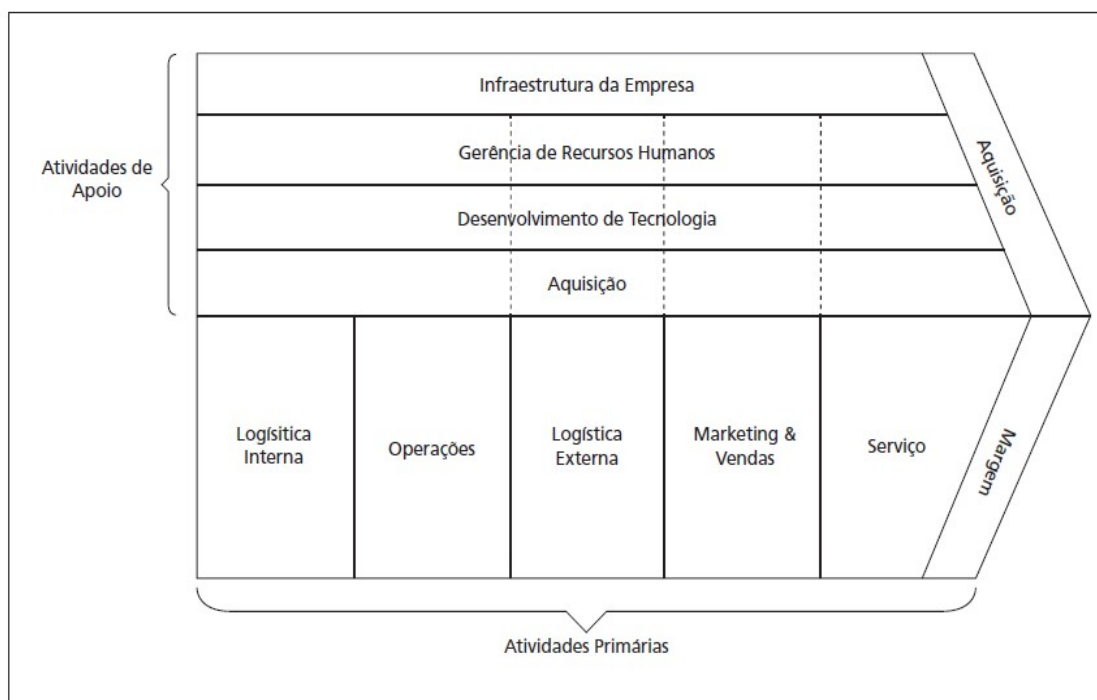 Infraestrutura da Empresa
Gerência de Recursos Humanos
Atividades de
Apoio
Desenvolvimento de Tecnologia
Aquisição
Aquisição
Logísitica
Interna
Operações
Logística
Externa
Marketing &
Vendas
Serviço
Margem
Atividades Primárias